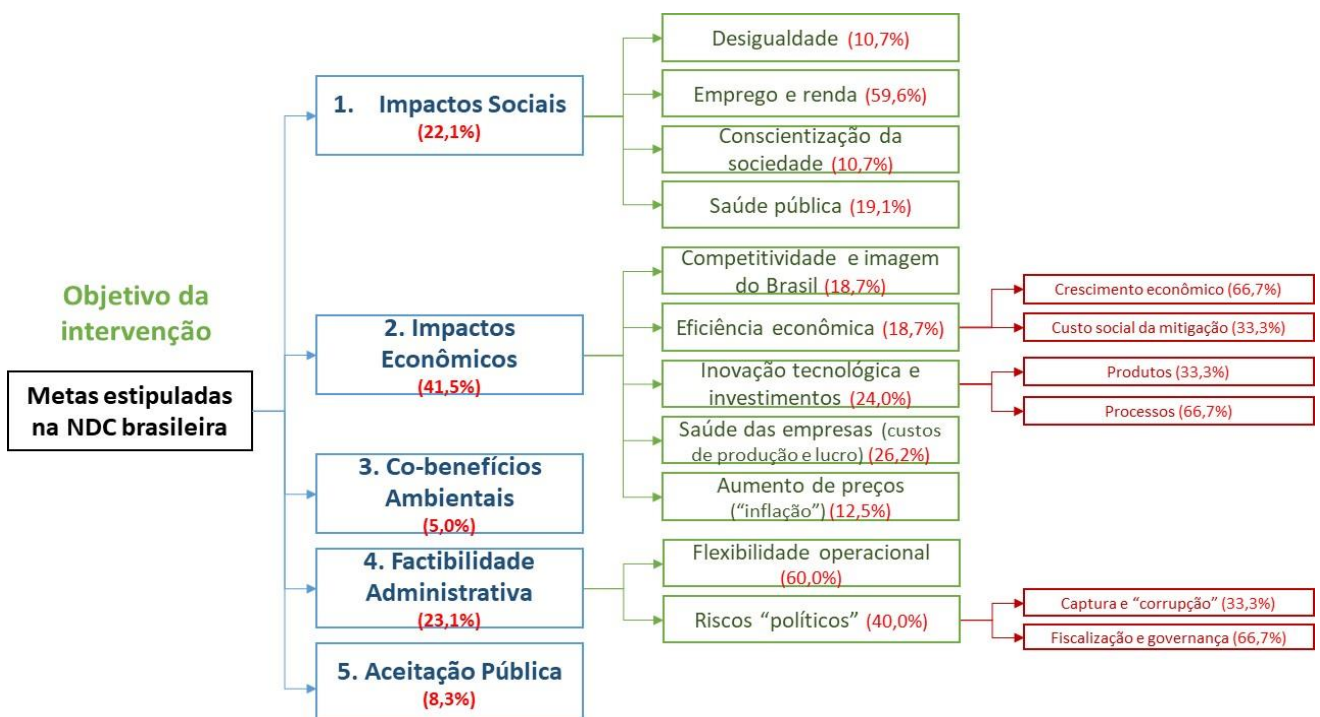 Objetivo da
intervenção
Metas estipuladas
na NDC brasileira
1. Impactos Sociais
(22,1%)
Desigualdade (10,7%)
Emprego e renda (59,6%)
Conscientização da
sociedade (10,7%)
Saúde pública (19,1%)
2. Impactos
Econômicos
(41,5%)
Competitividade e imagem
do Brasil (18,7%)
Eficiência econômica (18,7%)
Crescimento econômico (66,7%)
Custo social da mitigação (33,3%)
Inovação tecnológica e
investimentos (24,0%)
Produtos (33,3%)
Processos (66,7%)
Saúde das empresas (custos
de produção e lucro) (26,2%)
Aumento de preços
(“inflação”) (12,5%)
3. Co-benefícios
Ambientais
(5,0%)
4. Factibilidade
Administrativa
(23,1%)
Flexibilidade operacional
(60,0%)
Riscos “políticos” (40,0%)
Captura e “corrupção” (33,3%)
Fiscalização e governança (66,7%)
5. Aceitação Pública
(8,3%)